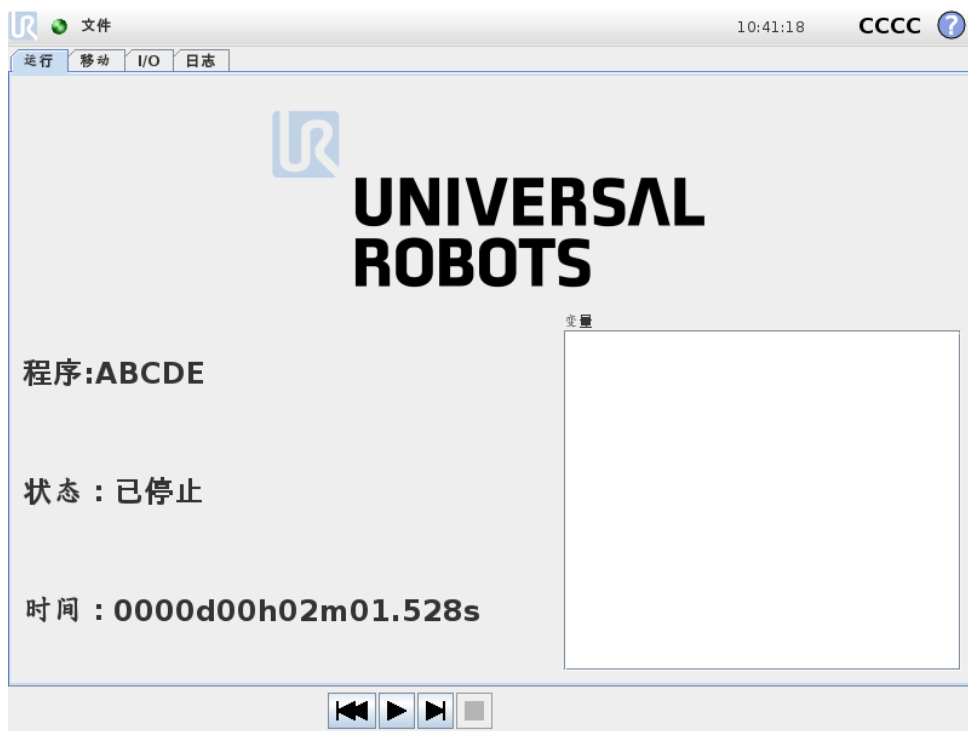 文件
10:41:18
CCCC
?
运行 移动 I/O 日志
UR
UNIVERSAL
ROBOTS
变量
程序:ABCDE
状态：已停止
时间：0000d00h02m01.528s